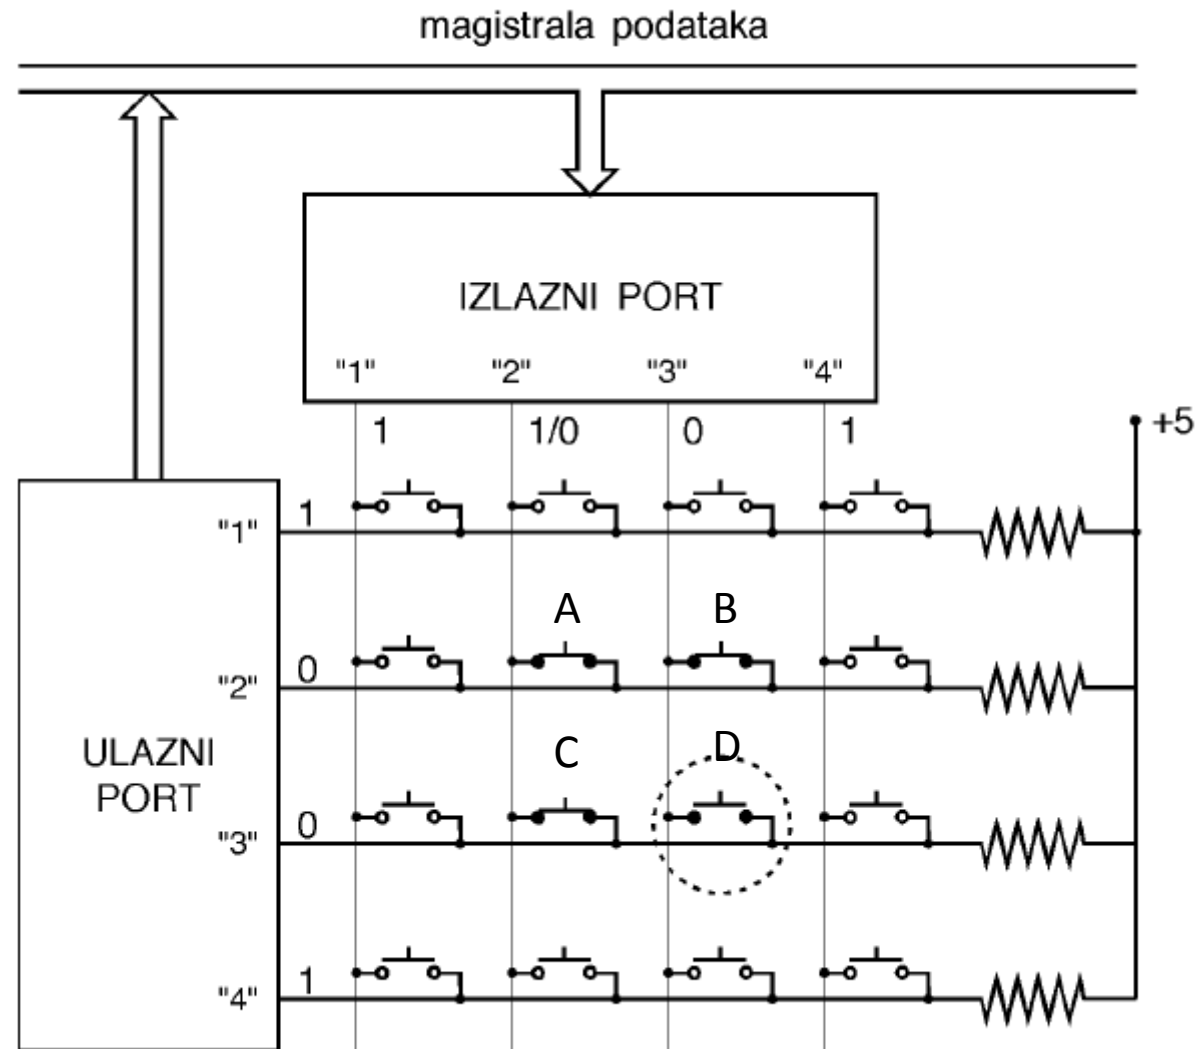 magistrala podataka
IZLAZNI PORT
"1" "2" "3" "4"
1 1/0 0 1 +5
"1" 1
A B
"2" 0
ULAZNI
PORT
C D
"3" 0
"4" 1